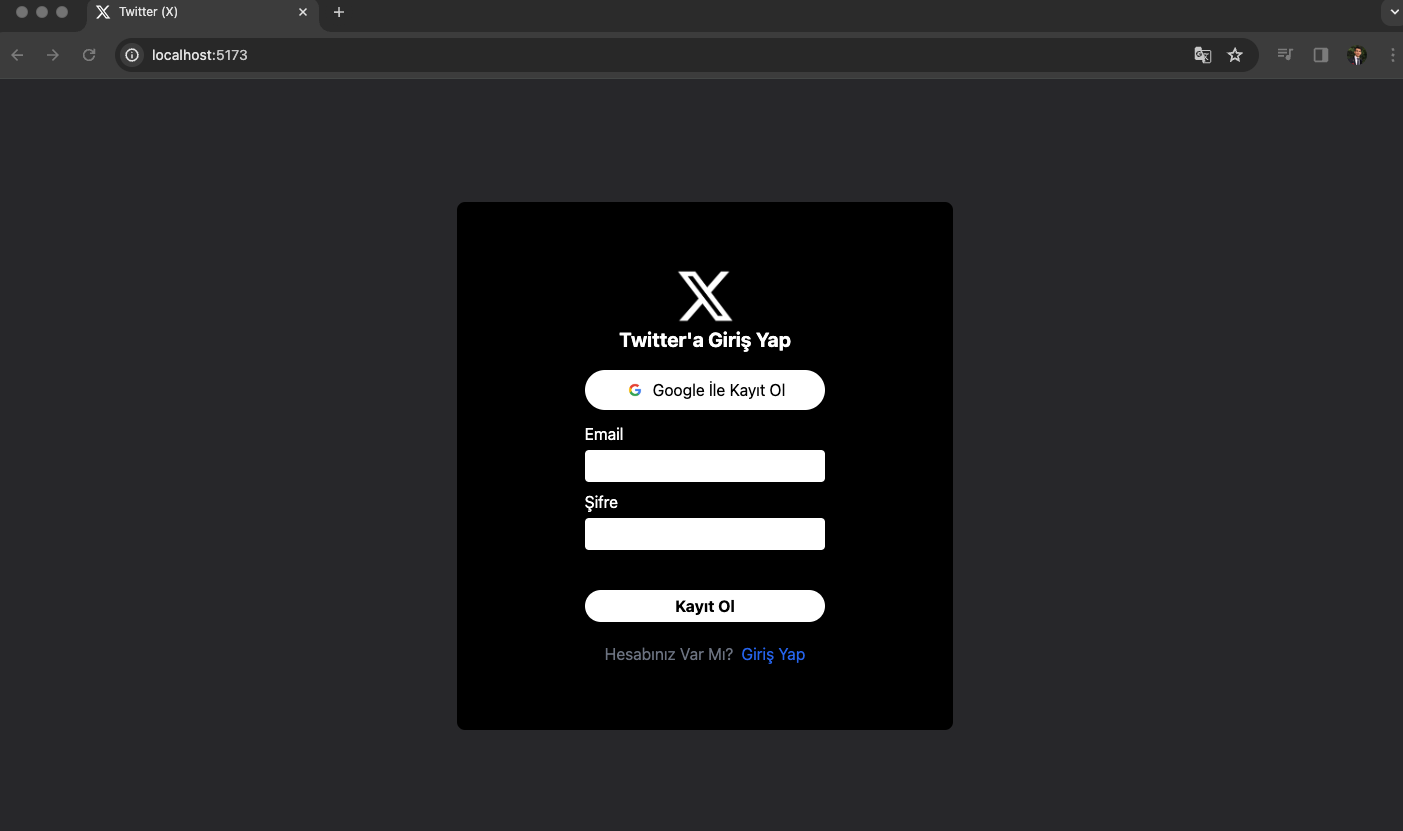 Twitter (X)
localhost:5173
Twitter'a Giriş Yap
Google İle Kayıt Ol
Email
Şifre
Kayıt Ol
Hesabınız Var Mı? Giriş Yap